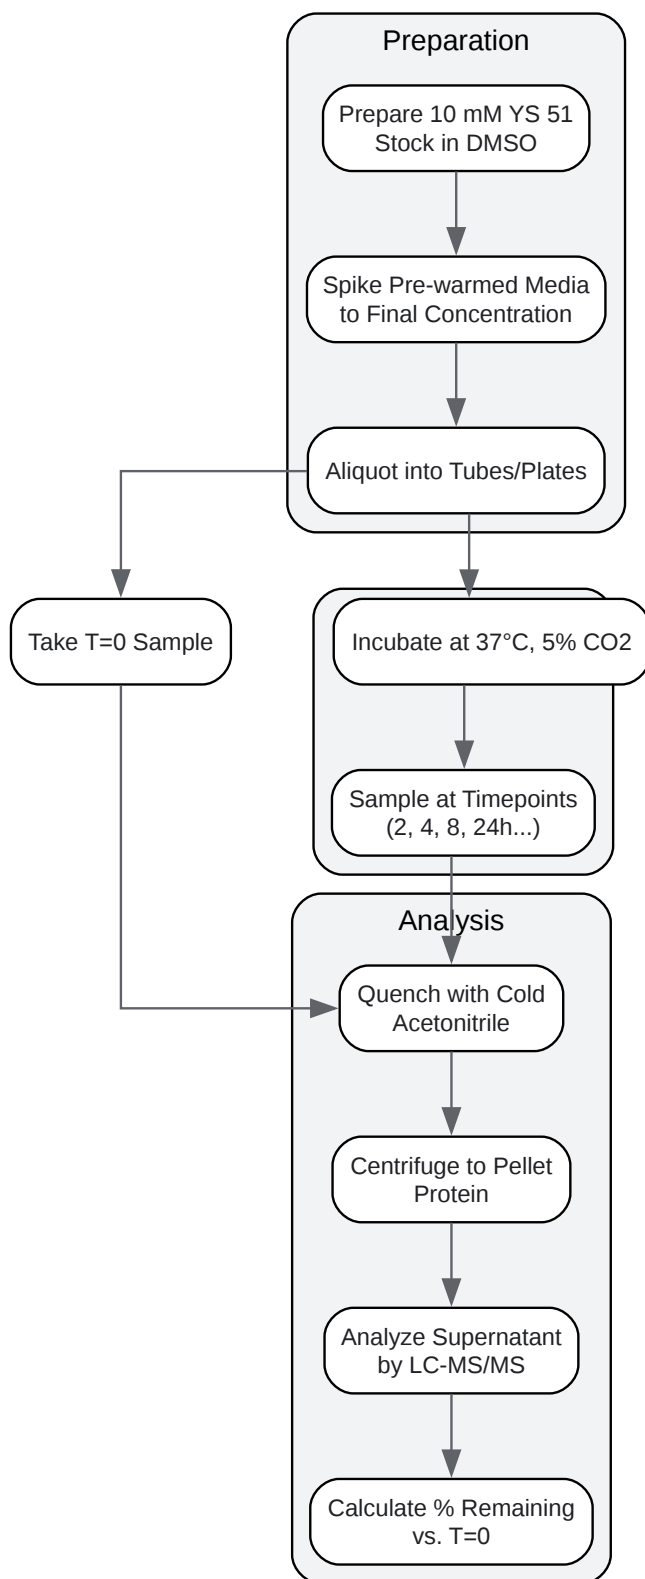 Preparation
Prepare 10 mM YS 51
Stock in DMSO
Spike Pre-warmed Media
to Final Concentration
Aliquot into Tubes/Plates
Take T=0 Sample
Incubate at 37°C, 5% CO2
Sample at Timepoints
(2, 4, 8, 24h...)
Analysis
Quench with Cold
Acetonitrile
Centrifuge to Pellet
Protein
Analyze Supernatant
by LC-MS/MS
Calculate % Remaining
vs. T=0